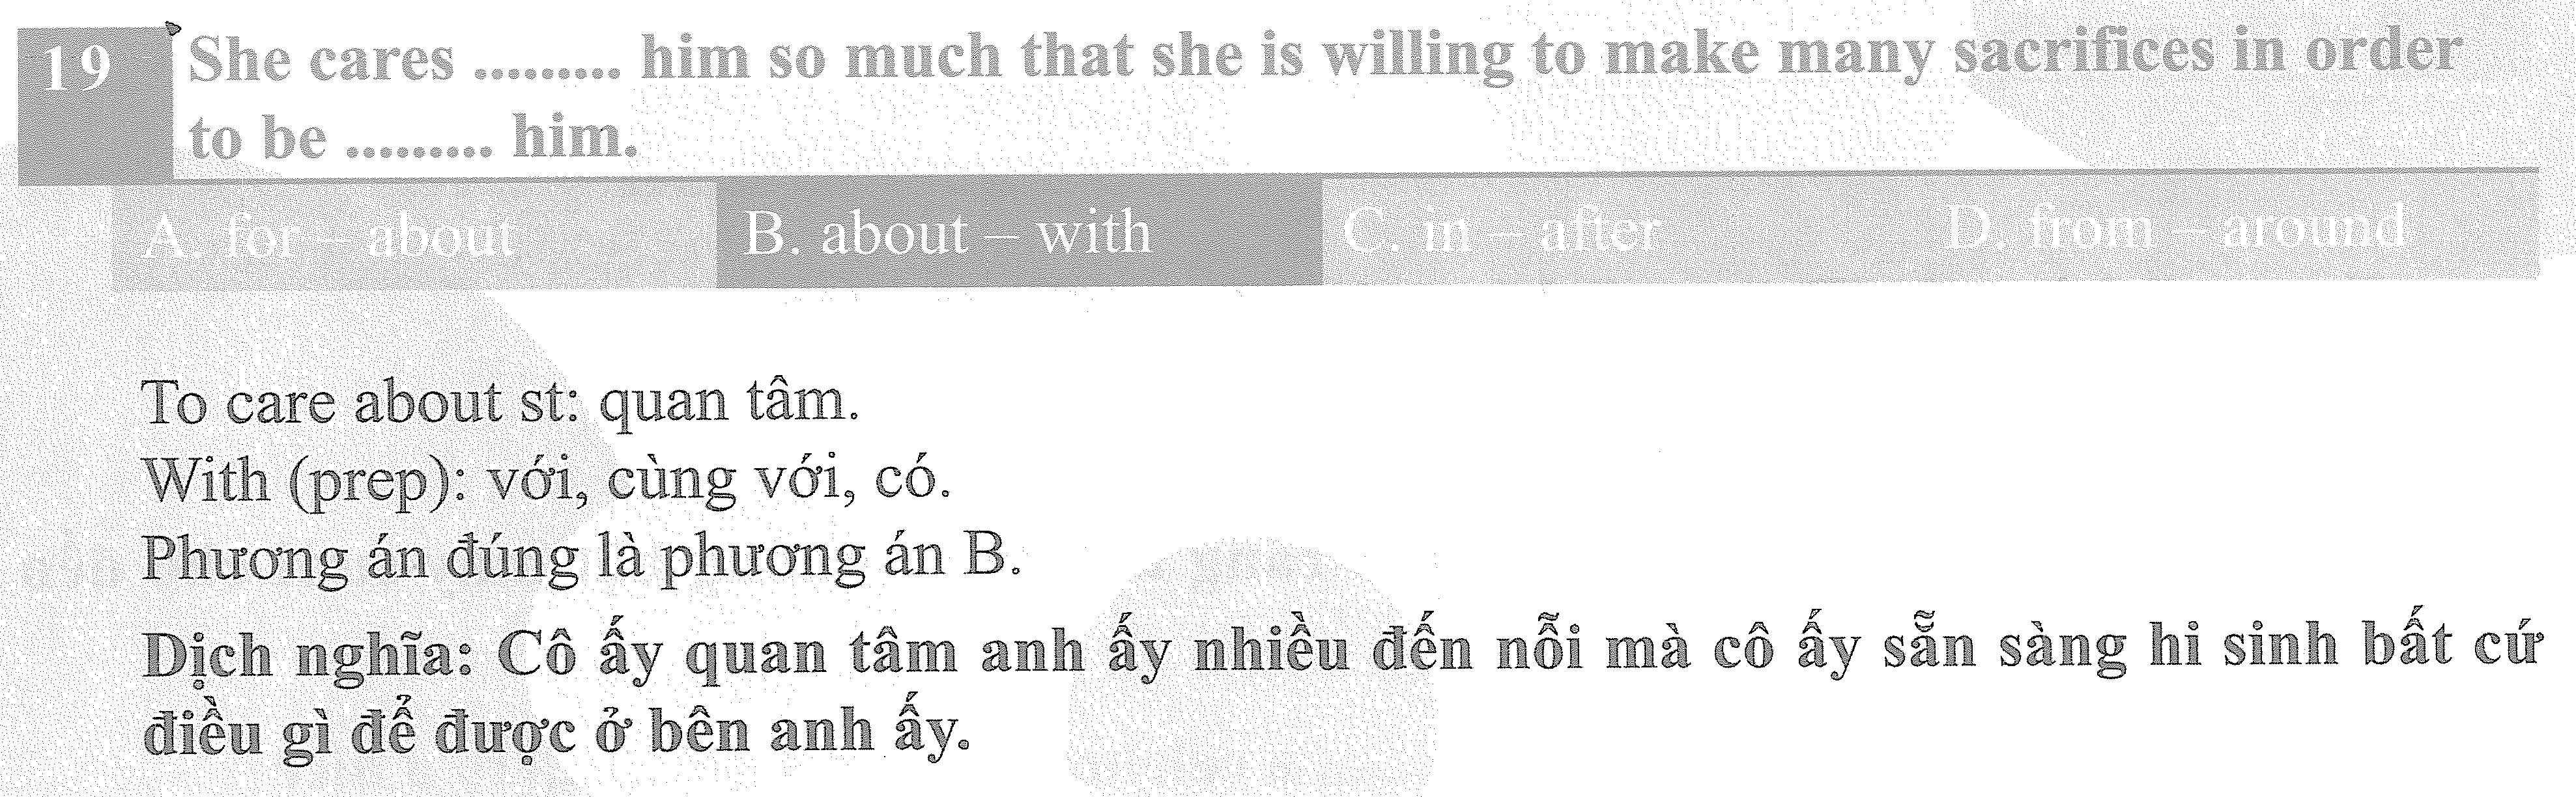 19 She cares ......... him so much that she is willing to make many sacrifices in order
to be ......... him.
A. for – about B. about – with C. in – after D. from – around
To care about st: quan tâm.
With (prep): với, cùng với, có.
Phương án đúng là phương án B.
Dịch nghĩa: Cô ấy quan tâm anh ấy nhiều đến nỗi mà cô ấy sẵn sàng hi sinh bất cứ
điều gì để được ở bên anh ấy.